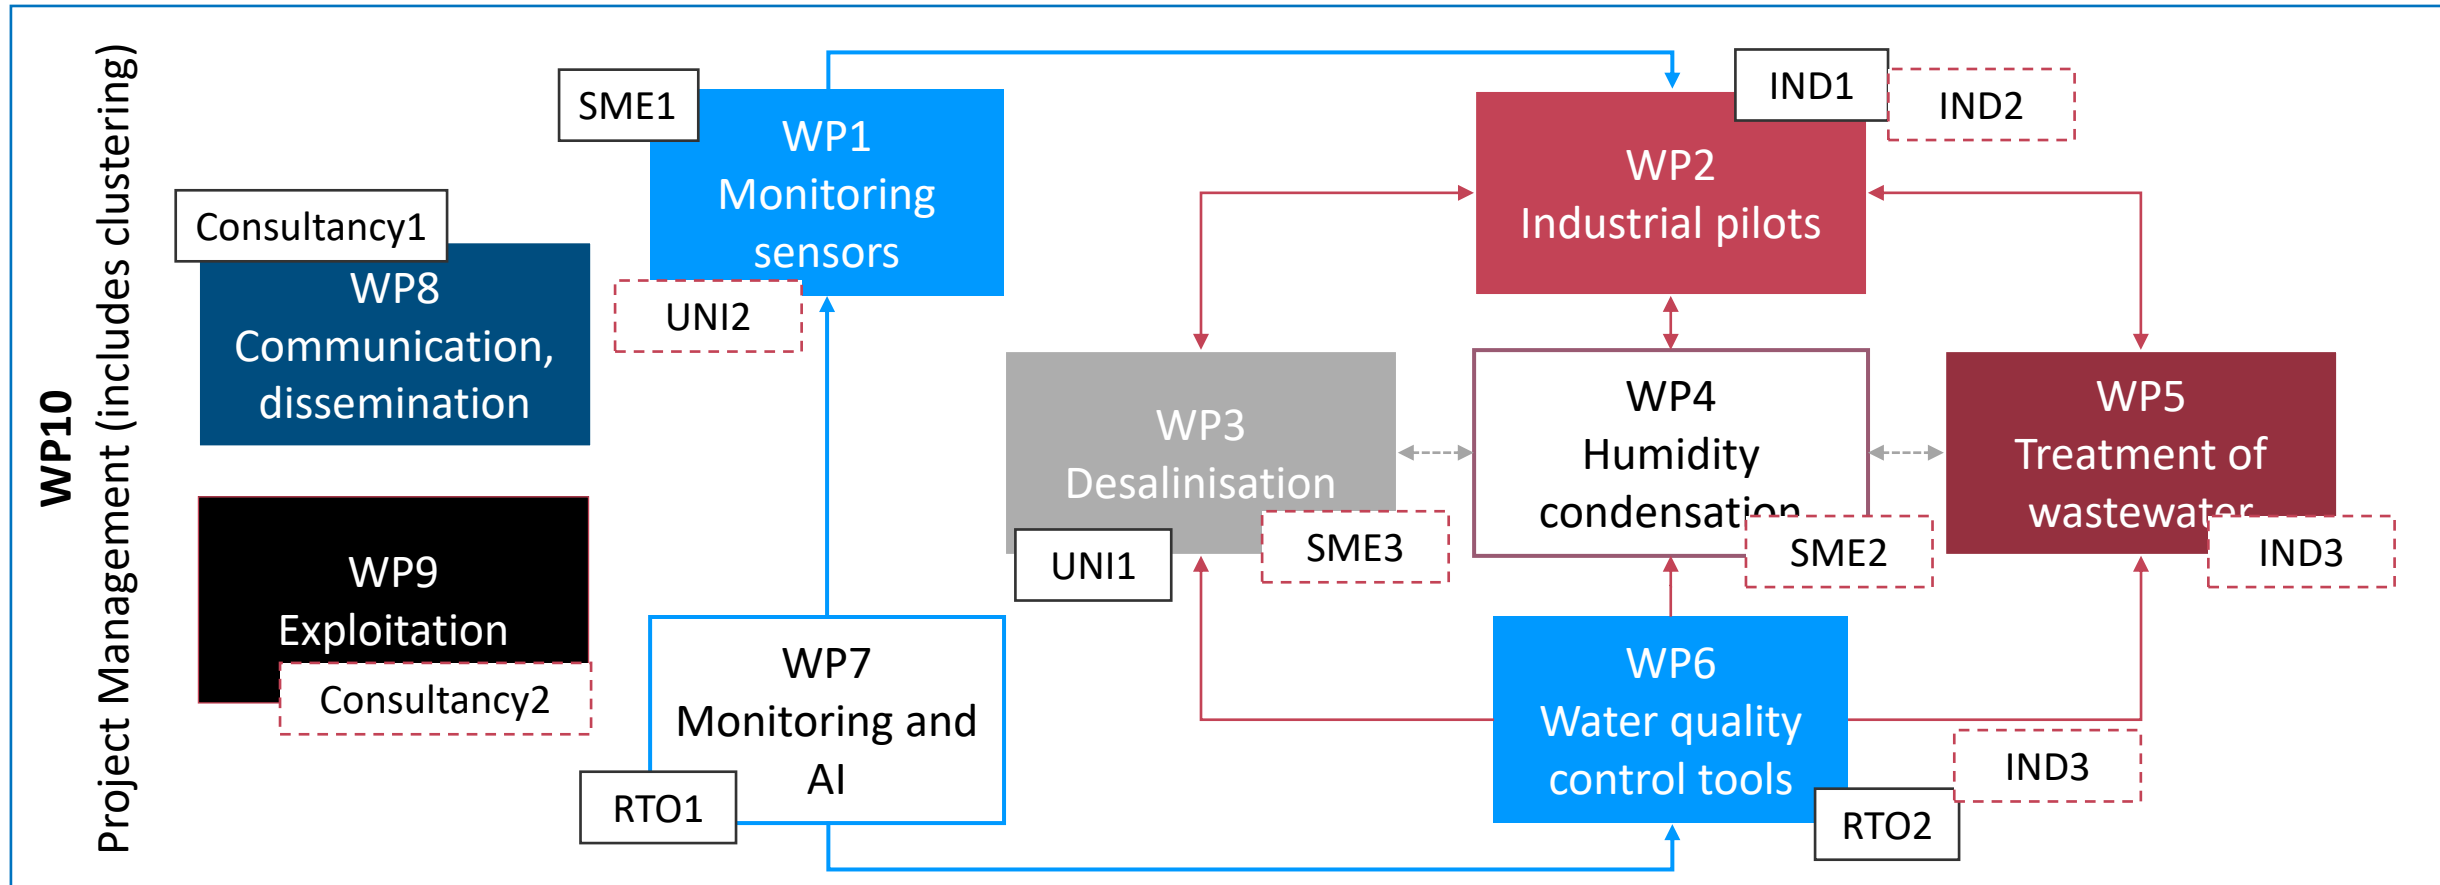 WP10
Project Management (includes clustering)
Consultancy1
WP8
Communication,
dissemination
WP9
Exploitation
Consultancy2
SME1
WP1
Monitoring
sensors
UNI2
WP7
Monitoring and
AI
RTO1
IND1
IND2
WP2
Industrial pilots
WP3
Desalinisation
UNI1
SME3
WP4
Humidity
condensation
SME2
WP5
Treatment of
wastewater
IND3
WP6
Water quality
control tools
IND3
RTO2